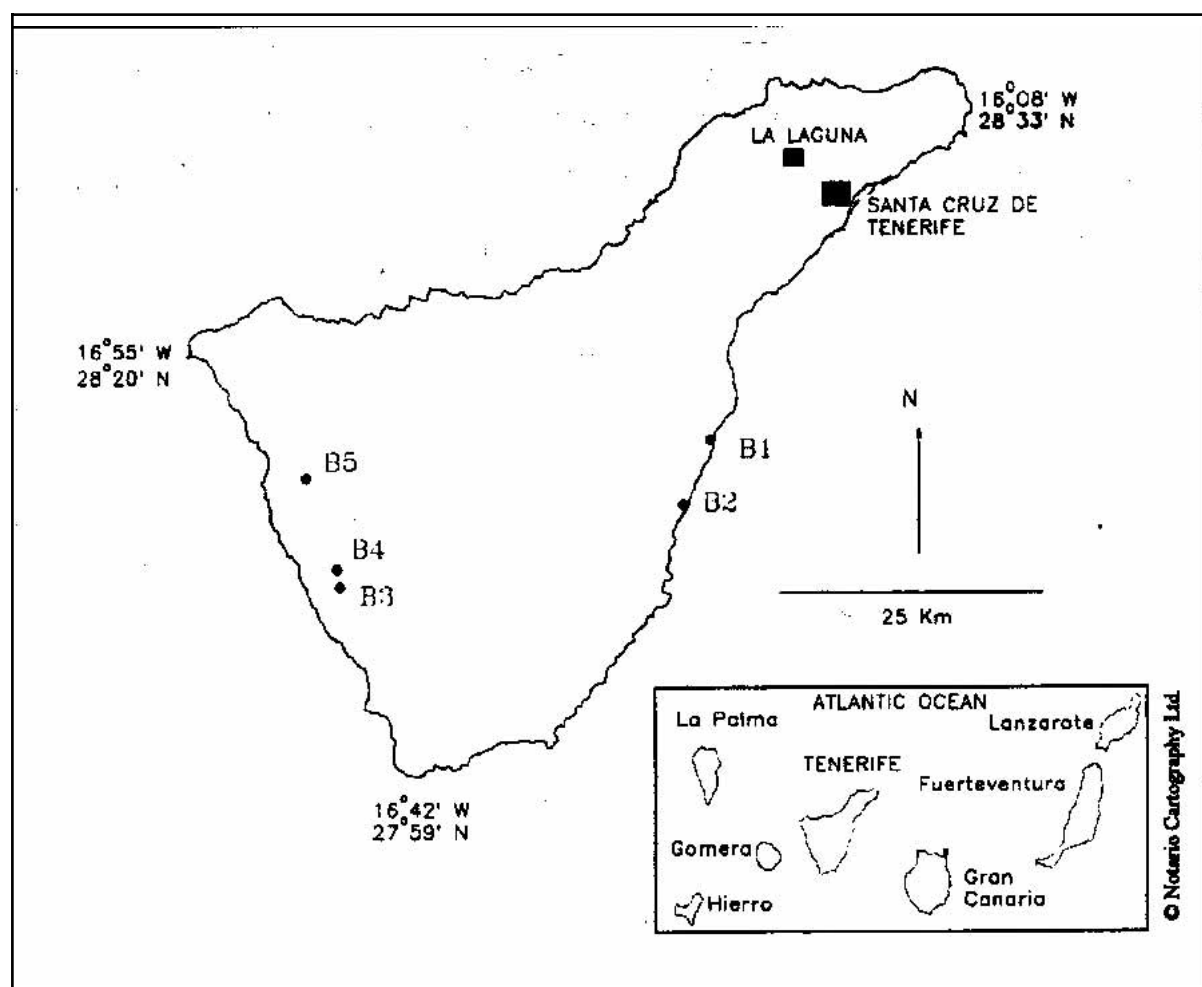 16°08' W
28°33' N
LA LAGUNA
SANTA CRUZ DE
TENERIFE
16°55' W
28°20' N
N
B1
B5
B2
B4
B3
25 Km
ATLANTIC OCEAN
La Palma
Lanzarate
TENERIFE
Fuerteventura
Gomera
Gran
Canaria
Hierro
16°42' W
27°59' N
© Notario Cartography Ltd